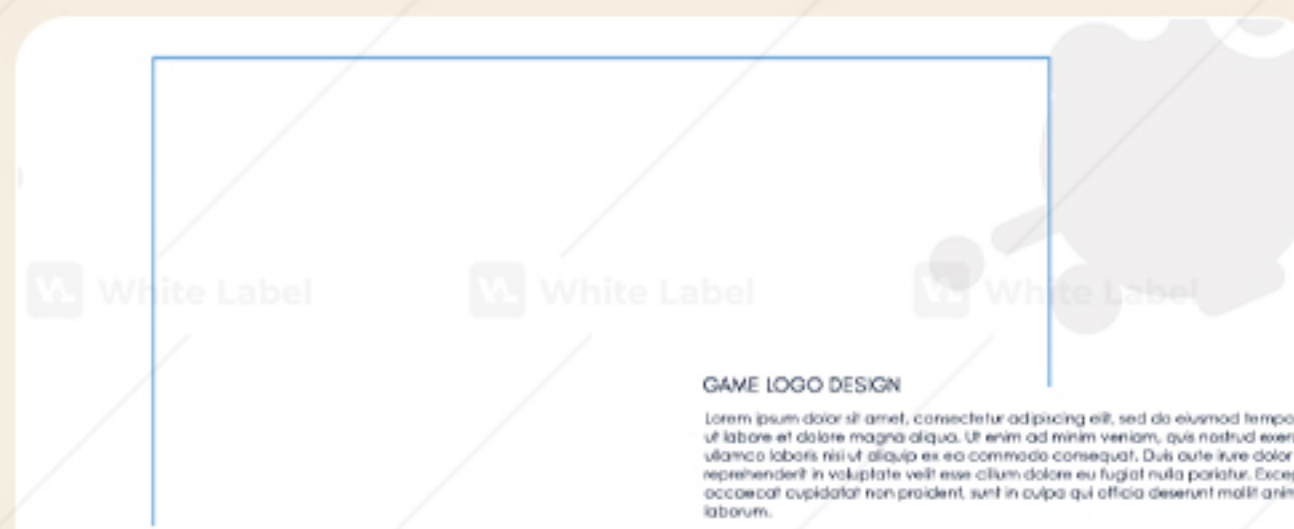 White Label
White Label
White Label
GAME LOGO DESIGN
Lorem ipsum dolor sit amet, consectetur adipiscing elit, sed do eiusmod tempo
ut labore et dolore magna aliqua. Ut enim ad minim veniam, quis nostrud exer
ullamco laboris nisi ut aliquip ex ea commodo consequat. Duis aute irure dolor
reprehenderit in voluptate velit esse cillum dolore eu fugiat nulla pariatur. Excep
occaecat cupidatat non proident, sunt in culpa qui officia deserunt mollit anim
laborum.